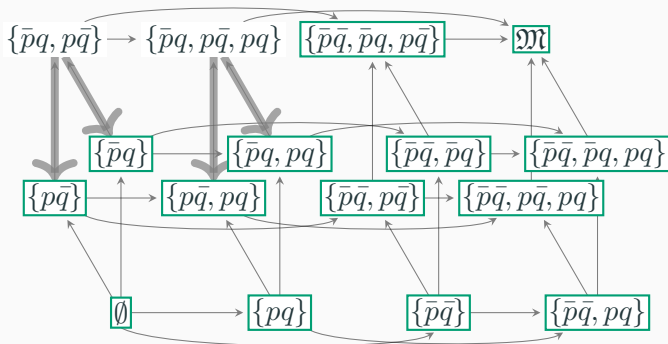 {p̄q, pq̄} {p̄q, pq̄, pq} {p̄q̄, p̄q, pq̄} 𝔐
{p̄q} {p̄q, pq} {p̄q̄, p̄q} {p̄q̄, p̄q, pq}
{pq̄} {pq̄, pq} {p̄q̄, pq̄} {p̄q̄, pq̄, pq}
∅ {pq} {p̄q̄} {p̄q̄, pq}